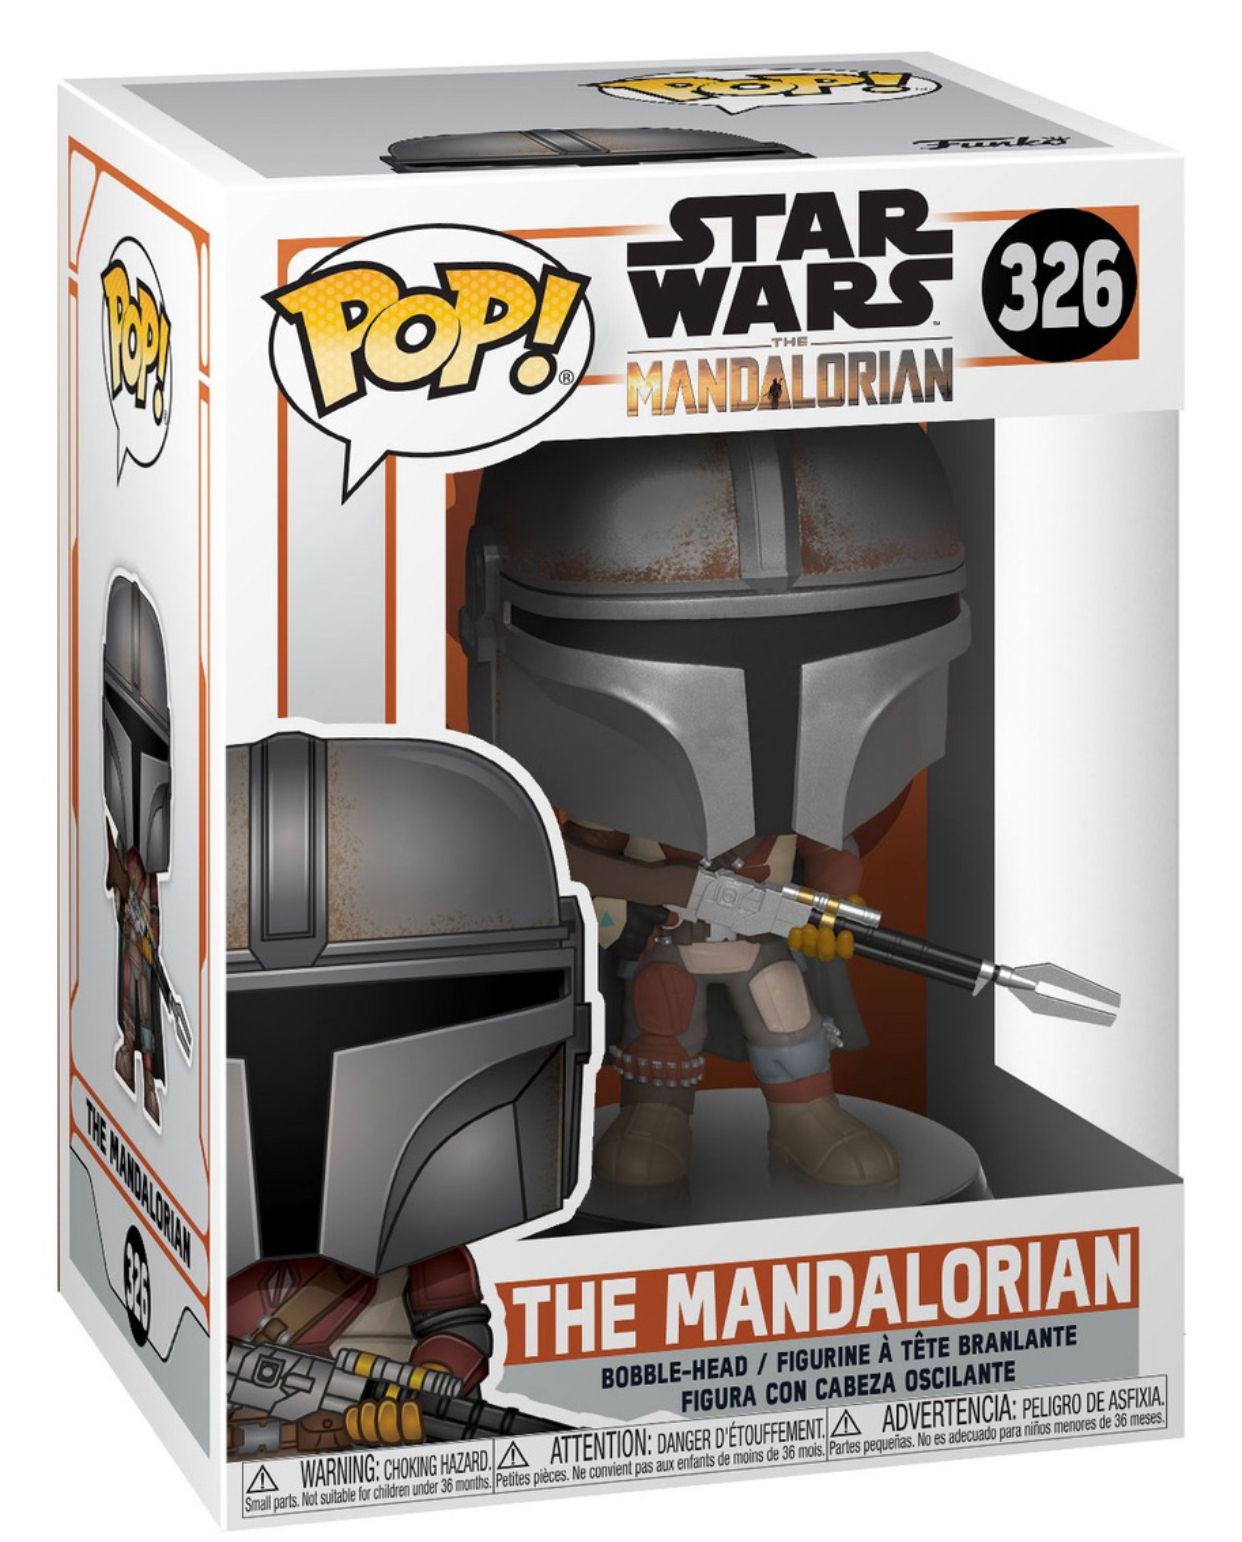 POP!
Funko
POP!®
STAR
WARS™
THE
MANDALORIAN
326
POP!
THE MANDALORIAN
326
THE MANDALORIAN
BOBBLE-HEAD / FIGURINE À TÊTE BRANLANTE
FIGURA CON CABEZA OSCILANTE
WARNING: CHOKING HAZARD.
Small parts. Not suitable for children under 36 months.
ATTENTION: DANGER D'ÉTOUFFEMENT.
Petites pièces. Ne convient pas aux enfants de moins de 36 mois.
ADVERTENCIA: PELIGRO DE ASFIXIA.
Partes pequeñas. No es adecuado para niños menores de 36 meses.